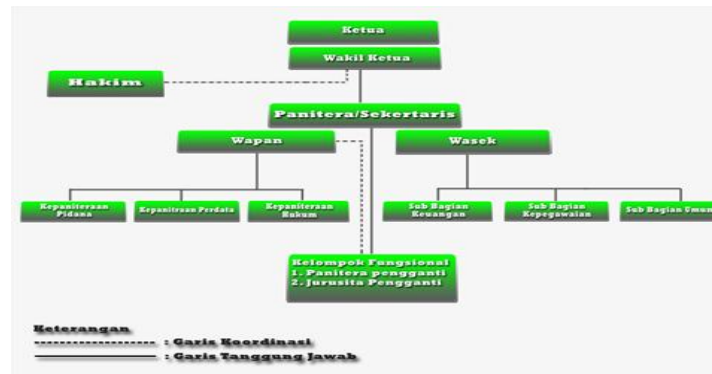 Ketua
Wakil Ketua
Hakim
Panitera/Sekertaris
Wapan
Wasek
Kepaniteraan
Pidana
Kepanitraan Perdata
Kepaniteraan
Hukum
Sub Bagian
Keuangan
Sub Bagian
Kepegawaian
Sub Bagian Umum
Kelompok Fungsional
1. Panitera pengganti
2. Jurusita Pengganti
Keterangan
: Garis Koordinasi
: Garis Tanggung Jawab